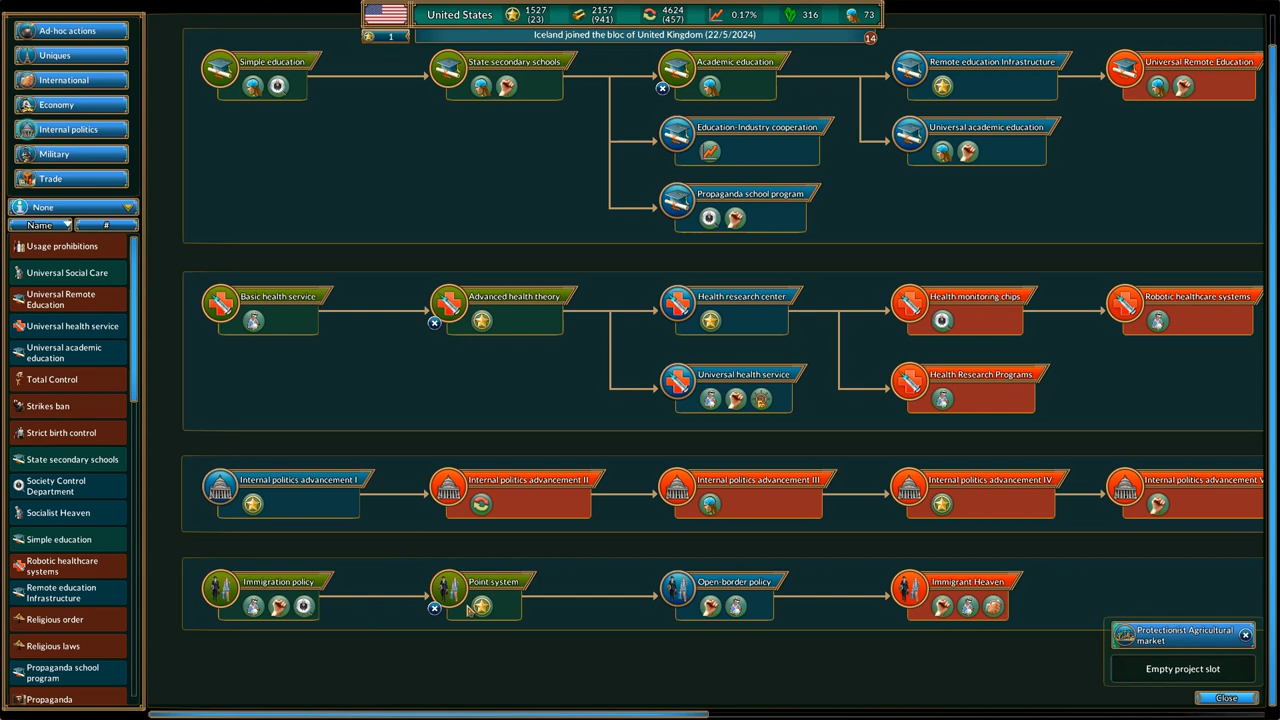 United States
1527
(23)
2157
(941)
4624
(457)
0.17%
316
73
1
Iceland joined the bloc of United Kingdom (22/5/2024)
14
Ad-hoc actions
Uniques
International
Economy
Internal politics
Military
Trade
None
Name
#
Usage prohibitions
Universal Social Care
Universal Remote
Education
Universal health service
Universal academic
education
Total Control
Strikes ban
Strict birth control
State secondary schools
Society Control
Department
Socialist Heaven
Simple education
Robotic healthcare
systems
Remote education
Infrastructure
Religious order
Religious laws
Propaganda school
program
Propaganda
Simple education
State secondary schools
Academic education
Remote education Infrastructure
Universal Remote Education
Education-Industry cooperation
Universal academic education
Propaganda school program
Basic health service
Advanced health theory
Health research center
Health monitoring chips
Robotic healthcare systems
Universal health service
Health Research Programs
Internal politics advancement I
Internal politics advancement II
Internal politics advancement III
Internal politics advancement IV
Internal politics advancement V
Immigration policy
Point system
Open-border policy
Immigrant Heaven
Protectionist Agricultural
market
Empty project slot
Close